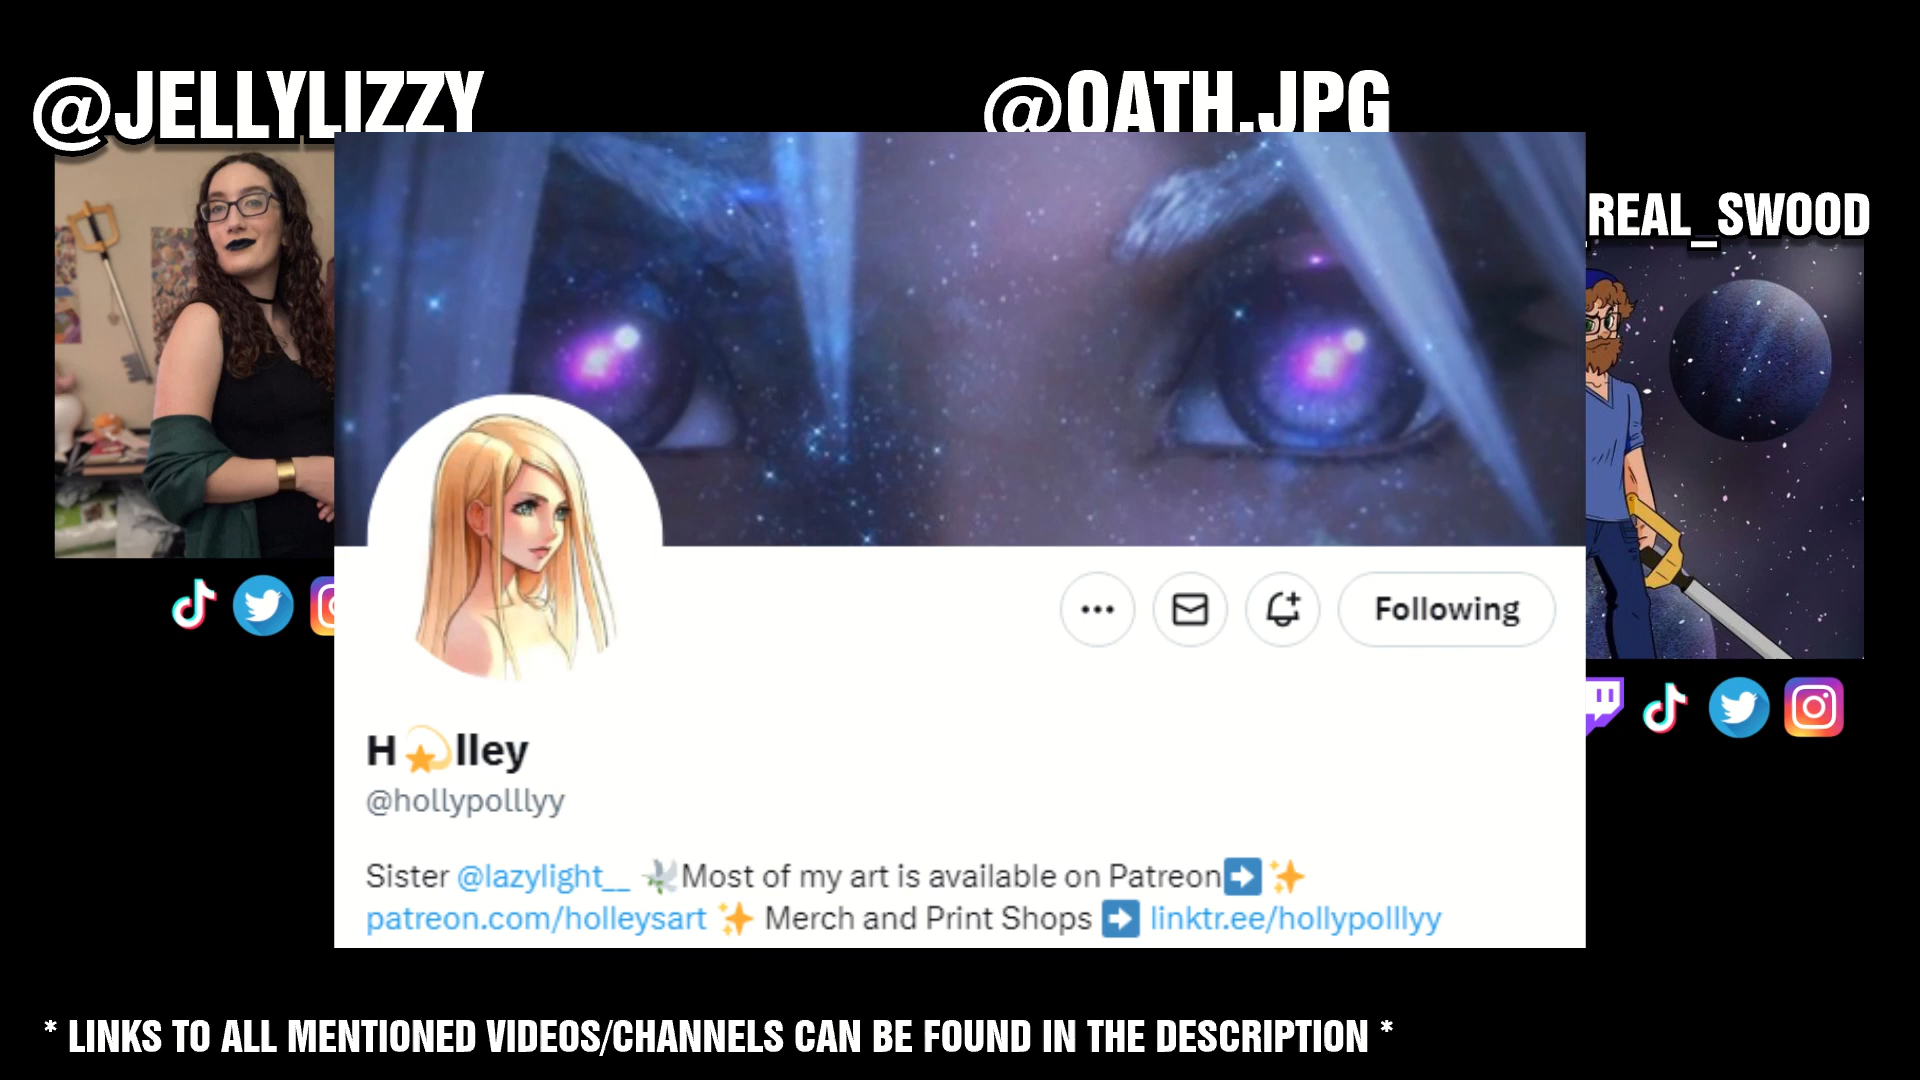 @JELLYLIZZY
@OATH.JPG
_REAL_SWOOD
Following
H💫lley
@hollypolllyy
Sister @lazylight__ 🕊️Most of my art is available on Patreon➡️✨
patreon.com/holleysart ✨ Merch and Print Shops ➡️ linktr.ee/hollypolllyy
* LINKS TO ALL MENTIONED VIDEOS/CHANNELS CAN BE FOUND IN THE DESCRIPTION *